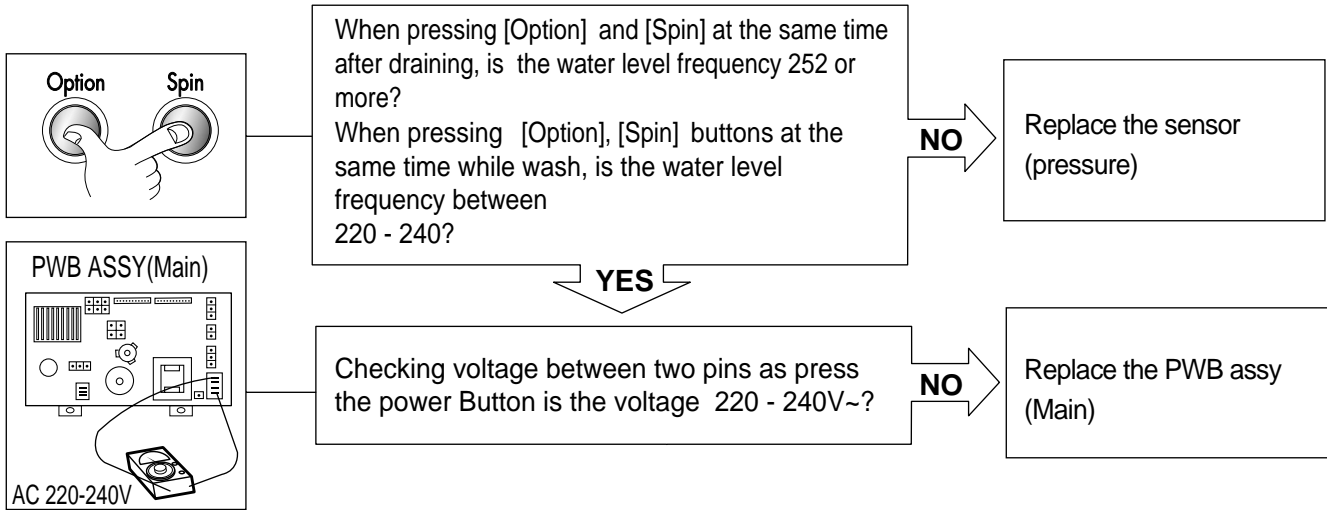 Option Spin
When pressing [Option] and [Spin] at the same time
after draining, is the water level frequency 252 or
more?
When pressing [Option], [Spin] buttons at the
same time while wash, is the water level
frequency between
220 - 240?
NO
Replace the sensor
(pressure)
YES
PWB ASSY(Main)
AC 220-240V
Checking voltage between two pins as press
the power Button is the voltage 220 - 240V~?
NO
Replace the PWB assy
(Main)